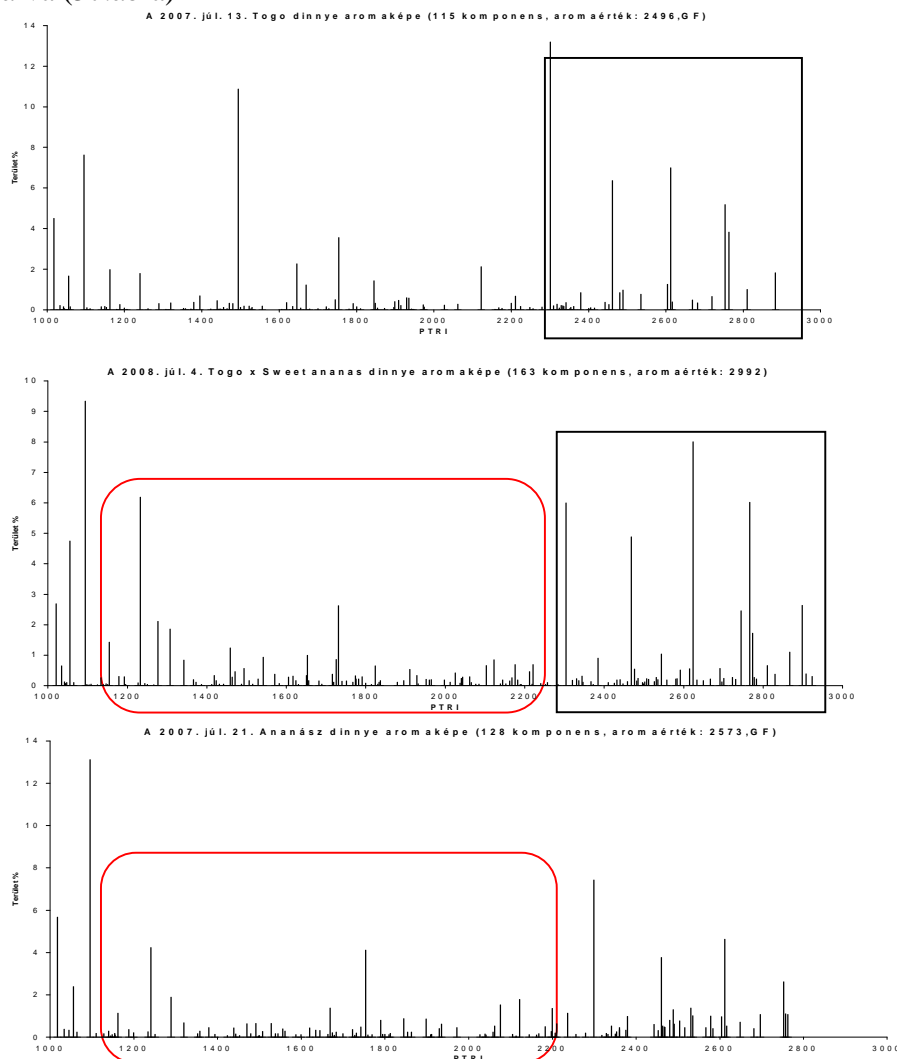 A 2007. júl. 13. Togo dinnye aromaképe (115 komponens, aromaérték: 2496,GF)
14
12
10
8
6
4
2
0
Terület%
1000 1200 1400 1600 1800 2000 2200 2400 2600 2800 3000
PTRI
A 2008. júl. 4. Togo x Sweet ananas dinnye aromaképe (163 komponens, aromaérték: 2992)
10
9
8
7
6
5
4
3
2
1
0
Terület%
1000 1200 1400 1600 1800 2000 2200 2400 2600 2800 3000
PTRI
A 2007. júl. 21. Ananász dinnye aromaképe (128 komponens, aromaérték: 2573,GF)
14
12
10
8
6
4
2
0
Terület%
1000 1200 1400 1600 1800 2000 2200 2400 2600 2800 3000
PTRI